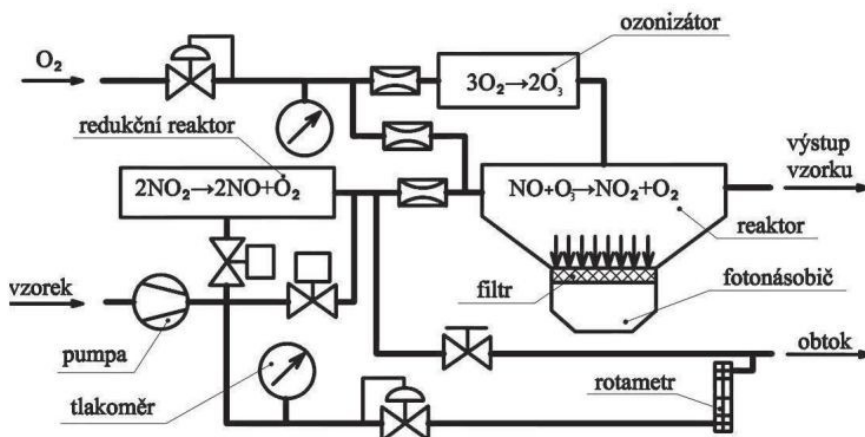 ozonizátor
O₂
3O₂→2O₃
redukční reaktor
2NO₂→2NO+O₂
NO+O₃→NO₂+O₂
výstup
vzorku
reaktor
vzorek
filtr
fotonásobič
pumpa
obtok
tlakoměr
rotametr